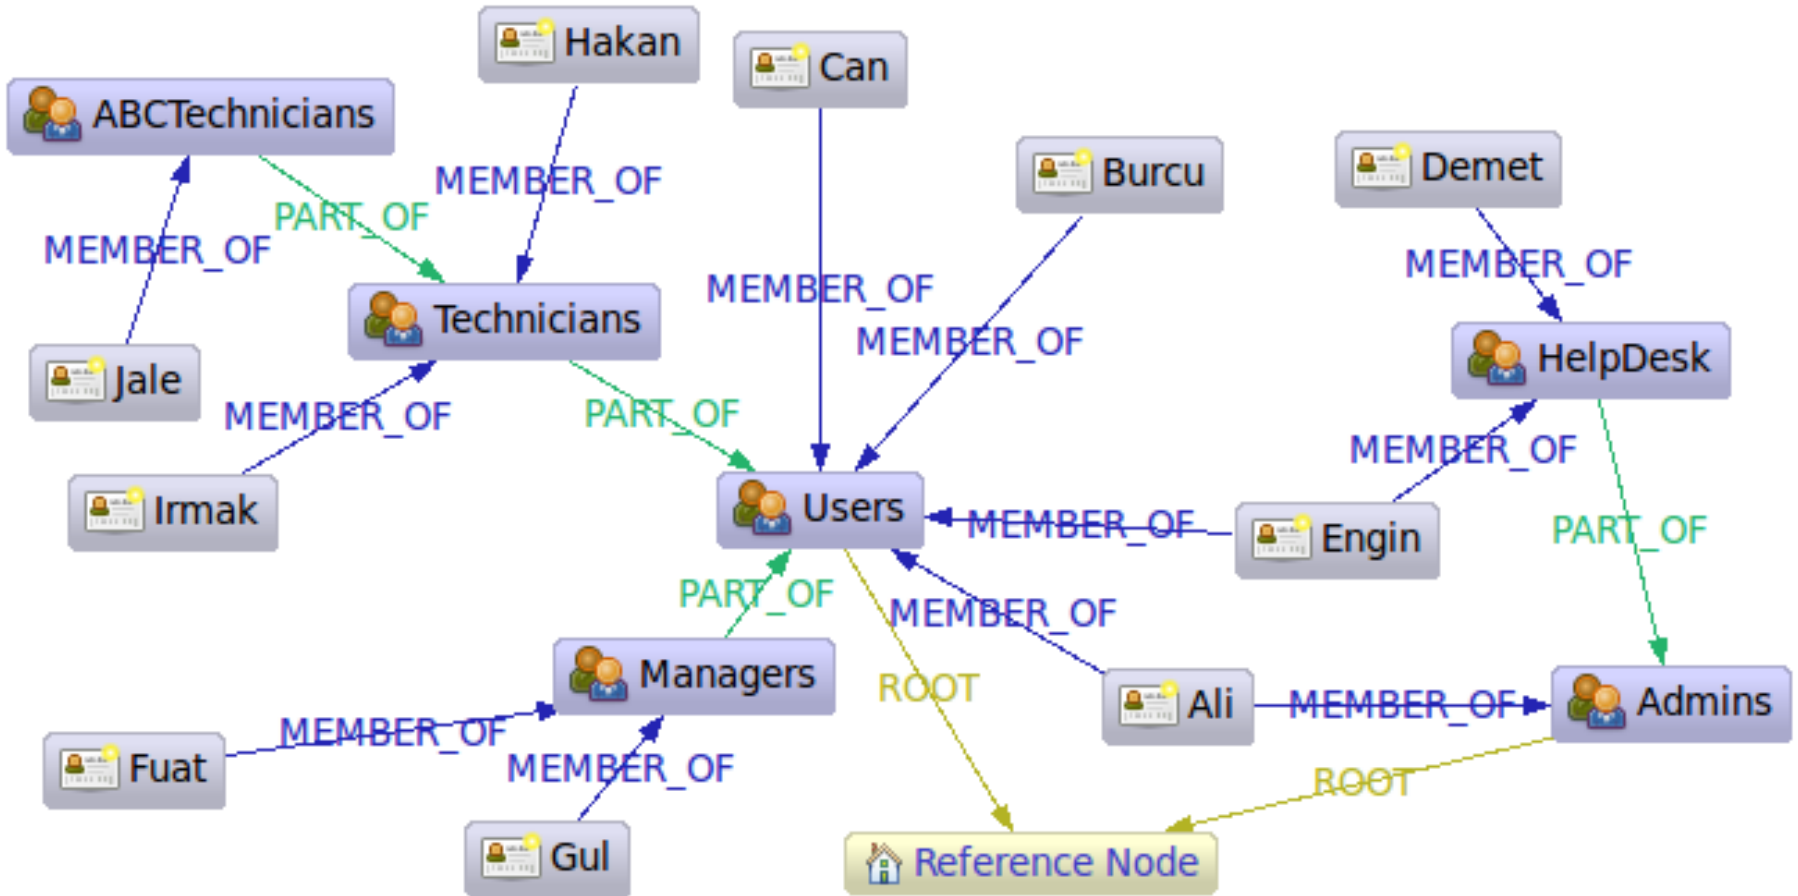 Hakan
Can
ABCTechnicians
Burcu
Demet
MEMBER_OF
PART_OF
MEMBER_OF
MEMBER_OF
MEMBER_OF
Technicians
MEMBER_OF
HelpDesk
Jale
MEMBER_OF
PART_OF
MEMBER_OF
MEMBER_OF
Irmak
Users
MEMBER_OF
Engin
PART_OF
PART_OF
MEMBER_OF
Managers
ROOT
Ali
MEMBER_OF
Admins
MEMBER_OF
Fuat
MEMBER_OF
ROOT
Gul
Reference Node